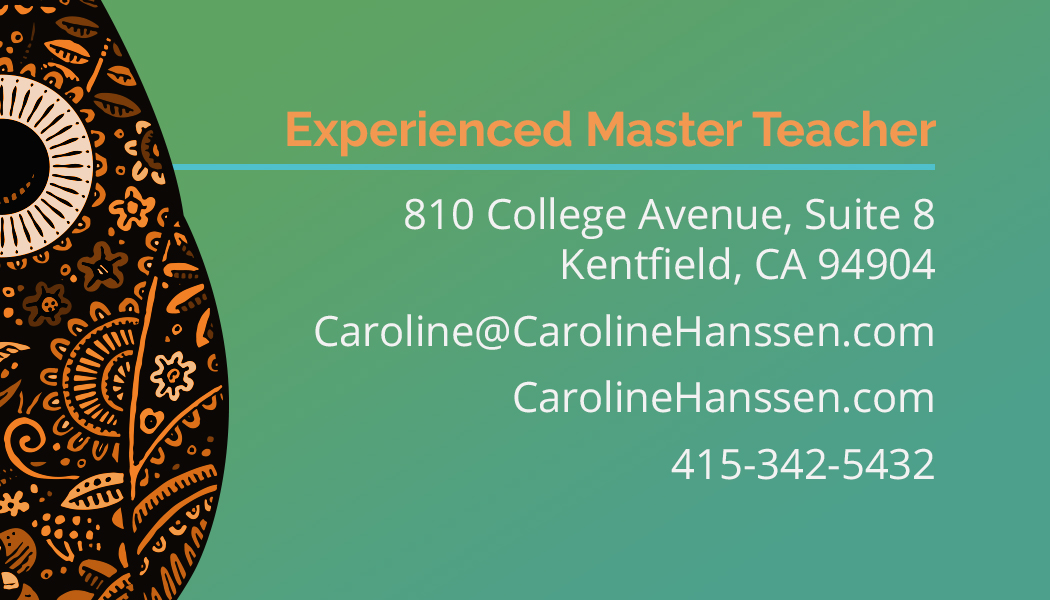 Experienced Master Teacher
810 College Avenue, Suite 8
Kentfield, CA 94904
Caroline@CarolineHanssen.com
CarolineHanssen.com
415-342-5432